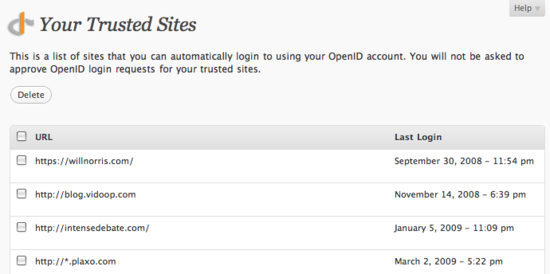 Help
Your Trusted Sites
This is a list of sites that you can automatically login to using your OpenID account. You will not be asked to
approve OpenID login requests for your trusted sites.
Delete
URL Last Login
https://willnorris.com/ September 30, 2008 – 11:54 pm
http://blog.vidoop.com November 14, 2008 – 6:39 pm
http://intensedebate.com/ January 5, 2009 – 11:09 pm
http://*.plaxo.com March 2, 2009 – 5:22 pm